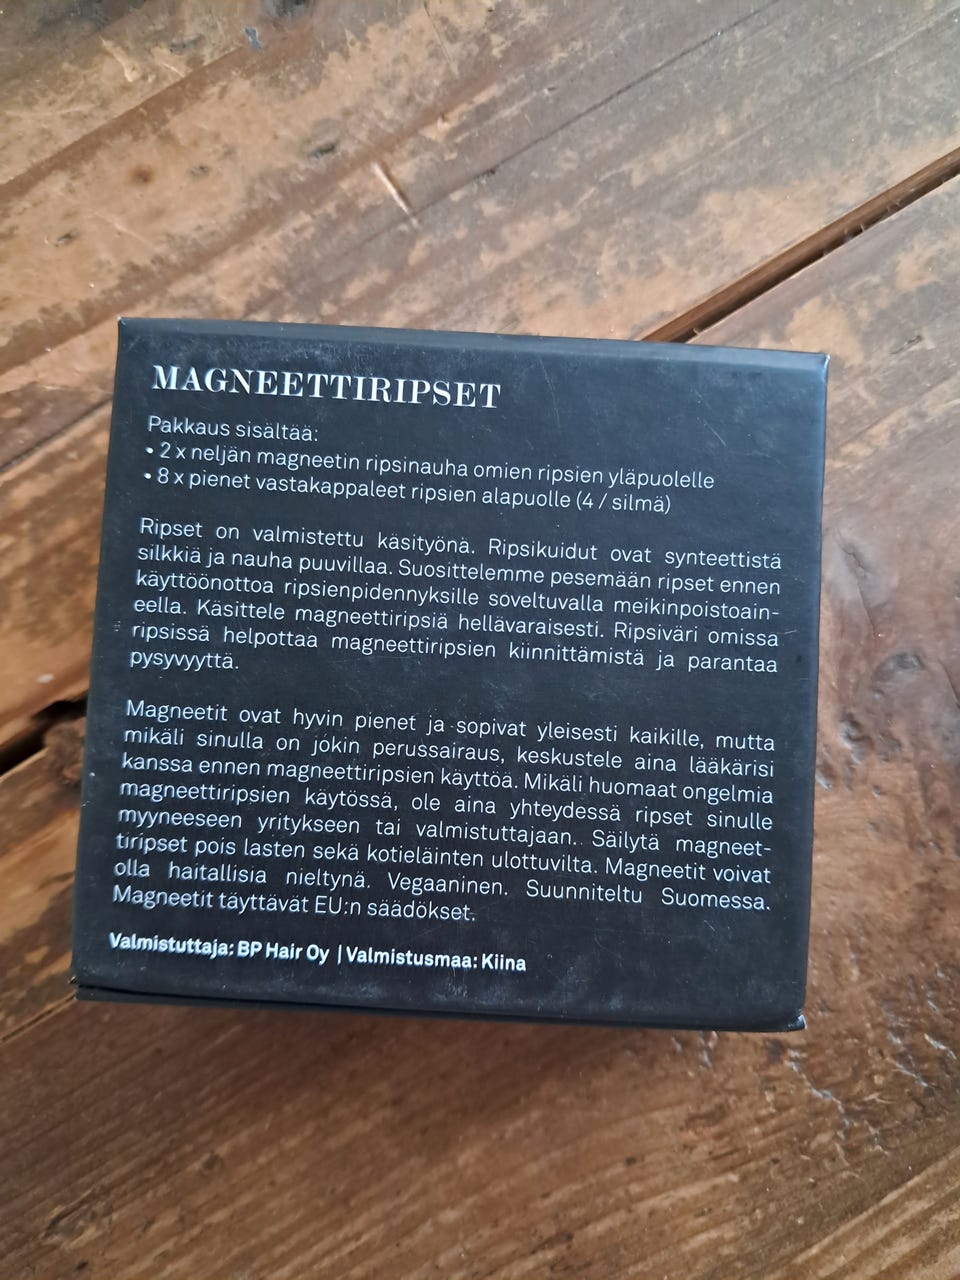 MAGNEETTIRIPSET
Pakkaus sisältää:
• 2 x neljän magneetin ripsinauha omien ripsien yläpuolelle
• 8 x pienet vastakappaleet ripsien alapuolle (4 / silmä)
Ripset on valmistettu käsityönä. Ripsikuidut ovat synteettistä
silkkiä ja nauha puuvillaa. Suosittelemme pesemään ripset ennen
käyttöönottoa ripsienpidennyksille soveltuvalla meikinpoistoain-
eella. Käsittele magneettiripsiä hellävaraisesti. Ripsiväri omissa
ripsissä helpottaa magneettiripsien kiinnittämistä ja parantaa
pysyvyyttä.
Magneetit ovat hyvin pienet ja sopivat yleisesti kaikille, mutta
mikäli sinulla on jokin perussairaus, keskustele aina lääkärisi
kanssa ennen magneettiripsien käyttöä. Mikäli huomaat ongelmia
magneettiripsien käytössä, ole aina yhteydessä ripset sinulle
myyneeseen yritykseen tai valmistuttajaan. Säilytä magneet-
tiripset pois lasten sekä kotieläinten ulottuvilta. Magneetit voivat
olla haitallisia nieltynä. Vegaaninen. Suunniteltu Suomessa.
Magneetit täyttävät EU:n säädökset.
Valmistuttaja: BP Hair Oy | Valmistusmaa: Kiina